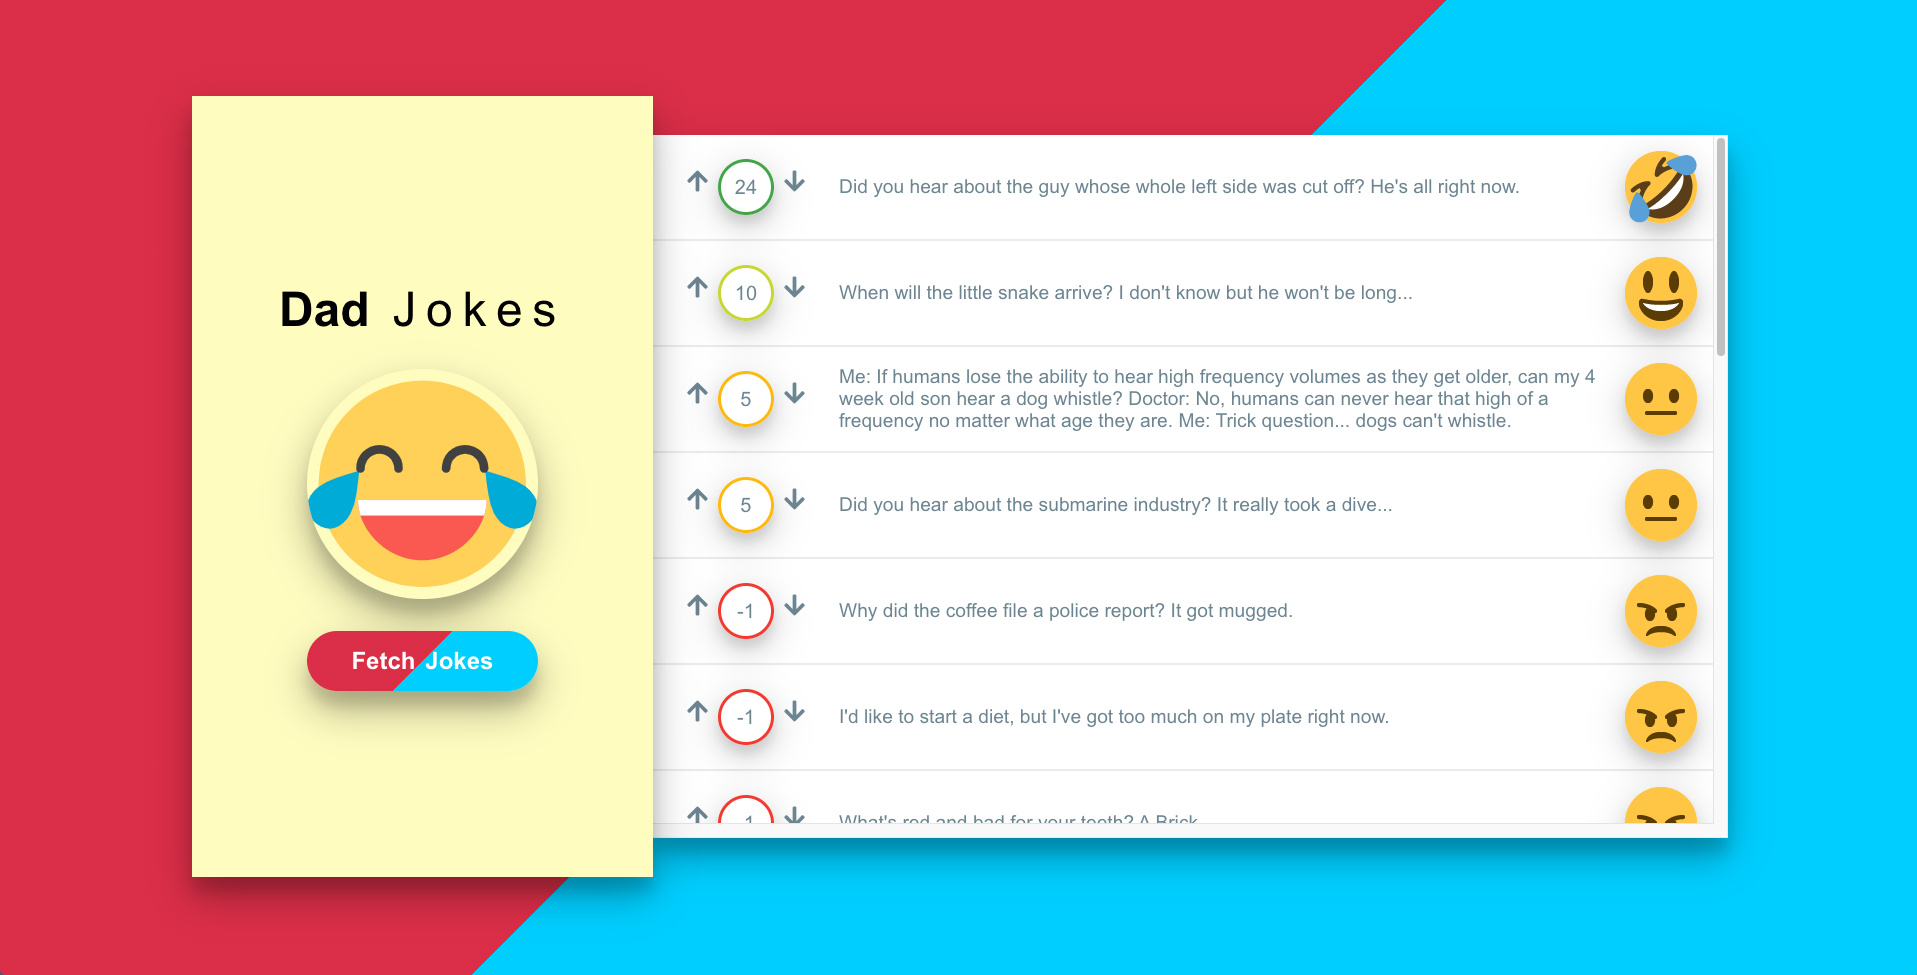 Dad Jokes
Fetch Jokes
24
Did you hear about the guy whose whole left side was cut off? He's all right now.
10
When will the little snake arrive? I don't know but he won't be long...
5
Me: If humans lose the ability to hear high frequency volumes as they get older, can my 4
week old son hear a dog whistle? Doctor: No, humans can never hear that high of a
frequency no matter what age they are. Me: Trick question... dogs can't whistle.
5
Did you hear about the submarine industry? It really took a dive...
-1
Why did the coffee file a police report? It got mugged.
-1
I'd like to start a diet, but I've got too much on my plate right now.
-1
What's red and bad for your teeth? A Brick